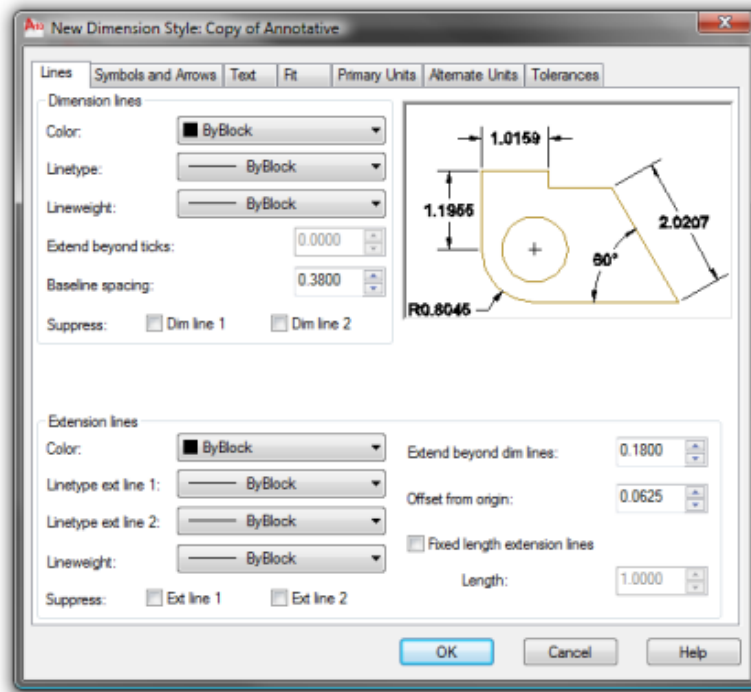 New Dimension Style: Copy of Annotative
Lines Symbols and Arrows Text Fit Primary Units Alternate Units Tolerances
Dimension lines
Color: ByBlock
Linetype: ByBlock
Lineweight: ByBlock
Extend beyond ticks: 0.0000
Baseline spacing: 0.3800
Suppress: Dim line 1 Dim line 2
1.0159
1.1955
2.0207
60°
R0.8045
Extension lines
Color: ByBlock
Linetype ext line 1: ByBlock
Linetype ext line 2: ByBlock
Lineweight: ByBlock
Suppress: Ext line 1 Ext line 2
Extend beyond dim lines: 0.1800
Offset from origin: 0.0625
Fixed length extension lines
Length: 1.0000
OK Cancel Help